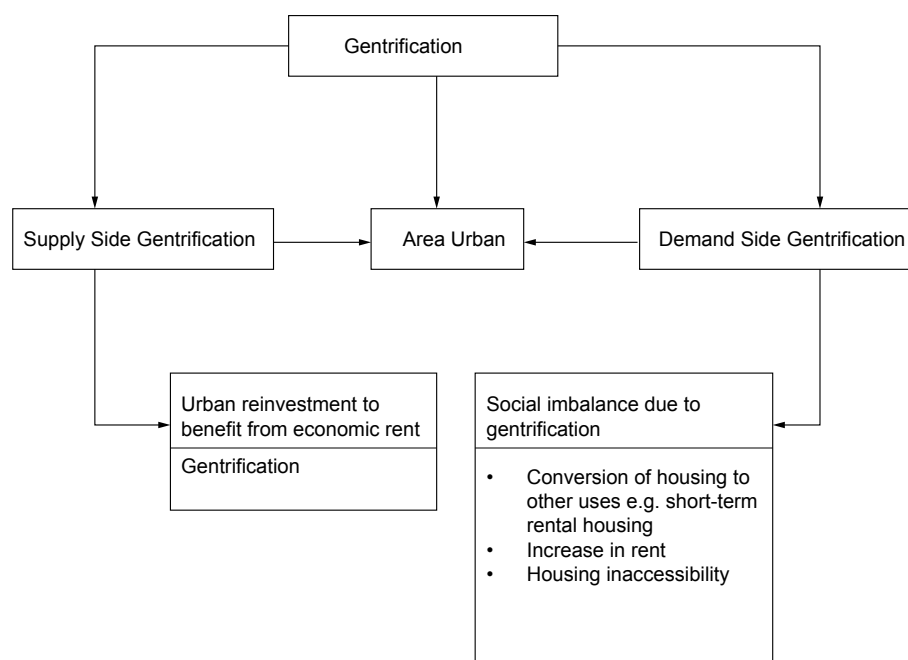 Gentrification
Supply Side Gentrification
Area Urban
Demand Side Gentrification
Urban reinvestment to
benefit from economic rent
Gentrification
Social imbalance due to
gentrification
• Conversion of housing to
other uses e.g. short-term
rental housing
• Increase in rent
• Housing inaccessibility